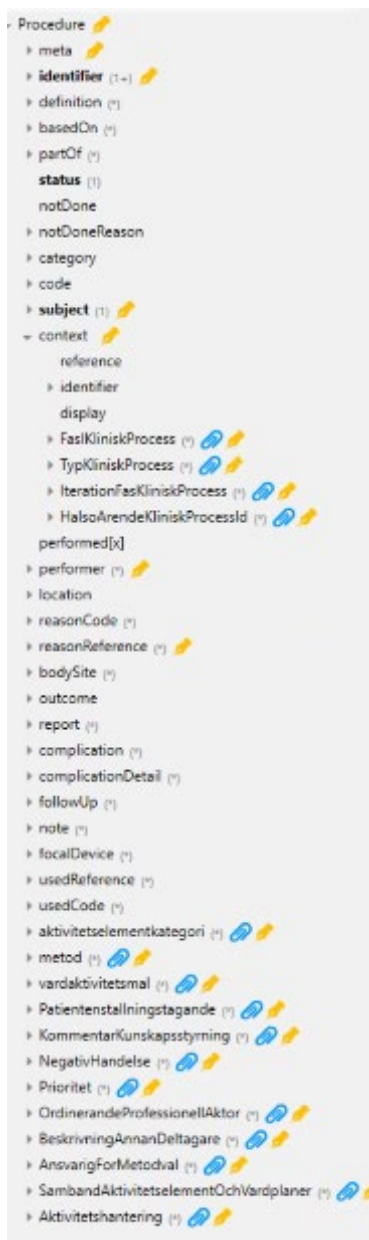 Procedure
meta
identifier (1+)
definition (*)
basedOn (*)
partOf (*)
status (1)
notDone
notDoneReason
category
code
subject (1)
context
reference
identifier
display
FasIKliniskProcess (*)
TypKliniskProcess (*)
IterationFasKliniskProcess (*)
HalsoArendeKliniskProcessId (*)
performed[x]
performer (*)
location
reasonCode (*)
reasonReference (*)
bodySite (*)
outcome
report (*)
complication (*)
complicationDetail (*)
followUp (*)
note (*)
focalDevice (*)
usedReference (*)
usedCode (*)
aktivitetselementkategori (*)
metod (*)
vardaktivitetsmal (*)
Patientenstallningstagande (*)
KommentarKunskapsstyrning (*)
NegativHandelse (*)
Prioritet (*)
OrdinerandeProfessionellAktor (*)
BeskrivningAnnanDeltagare (*)
AnsvarigForMetodval (*)
SambandAktivitetselementOchVardplaner (*)
Aktivitetshantering (*)